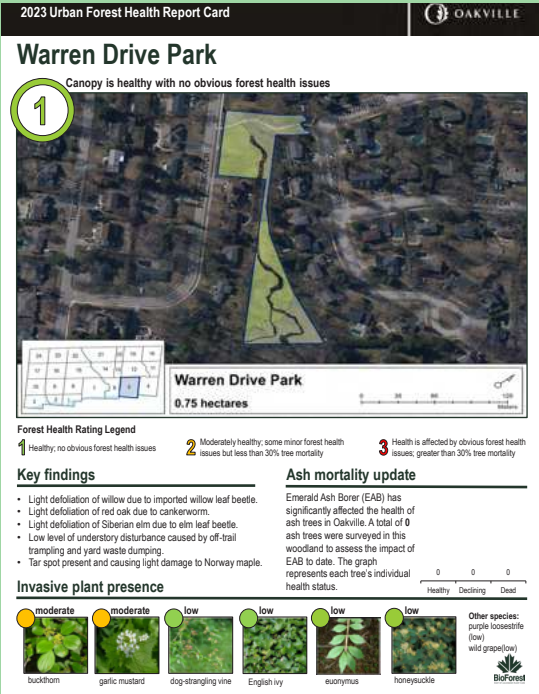 2023 Urban Forest Health Report Card
OAKVILLE
Warren Drive Park
Canopy is healthy with no obvious forest health issues
1
Warren Drive Park
0.75 hectares
0
120
Meters
Forest Health Rating Legend
1 Healthy; no obvious forest health issues
2 Moderately healthy; some minor forest health
issues but less than 30% tree mortality
3 Health is affected by obvious forest health
issues; greater than 30% tree mortality
Key findings
• Light defoliation of willow due to imported willow leaf beetle.
• Light defoliation of red oak due to cankerworm.
• Light defoliation of Siberian elm due to elm leaf beetle.
• Low level of understory disturbance caused by off-trail
trampling and yard waste dumping.
• Tar spot present and causing light damage to Norway maple.
Ash mortality update
Emerald Ash Borer (EAB) has
significantly affected the health of
ash trees in Oakville. A total of 0
ash trees were surveyed in this
woodland to assess the impact of
EAB to date. The graph
represents each tree's individual
health status.
0 0 0
Healthy Declining Dead
Invasive plant presence
moderate
moderate
low
low
low
low
buckthorn
garlic mustard
dog-strangling vine
English ivy
euonymus
honeysuckle
Other species:
purple loosestrife
(low)
wild grape(low)
BioForest